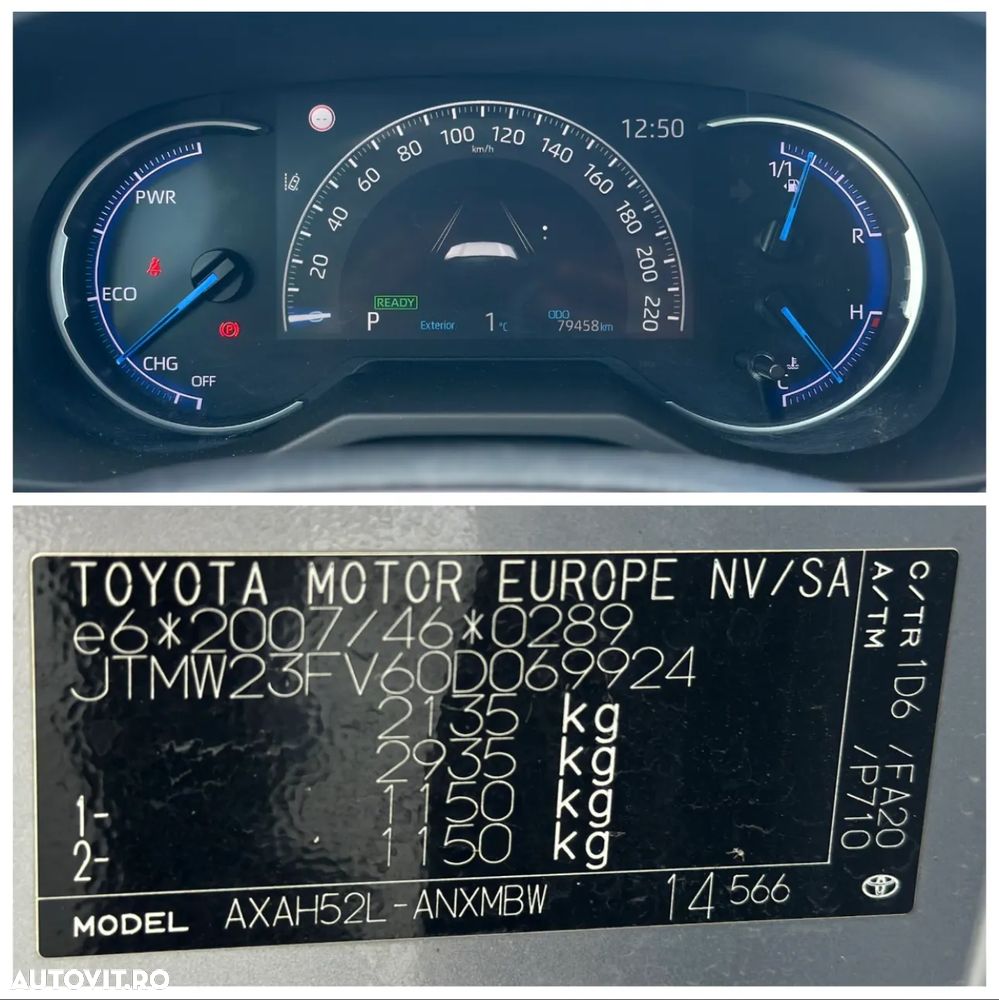 12:50
PWR
ECO
CHG
OFF
0 20 40 60 80 100 120 140 160 180 200 220
km/h
READY
P
Exterior
1 °C
ODO
79458 km
1/1
R
H
C
TOYOTA MOTOR EUROPE NV/SA
e6*2007/46*0289
JTMW23FV60D069924
2135 kg
2935 kg
1- 1150 kg
2- 1150 kg
MODEL AXAH52L-ANXMBW 14 566
C/TR 1D6 /FA20
A/TM /P710
AUTOVIT.RO